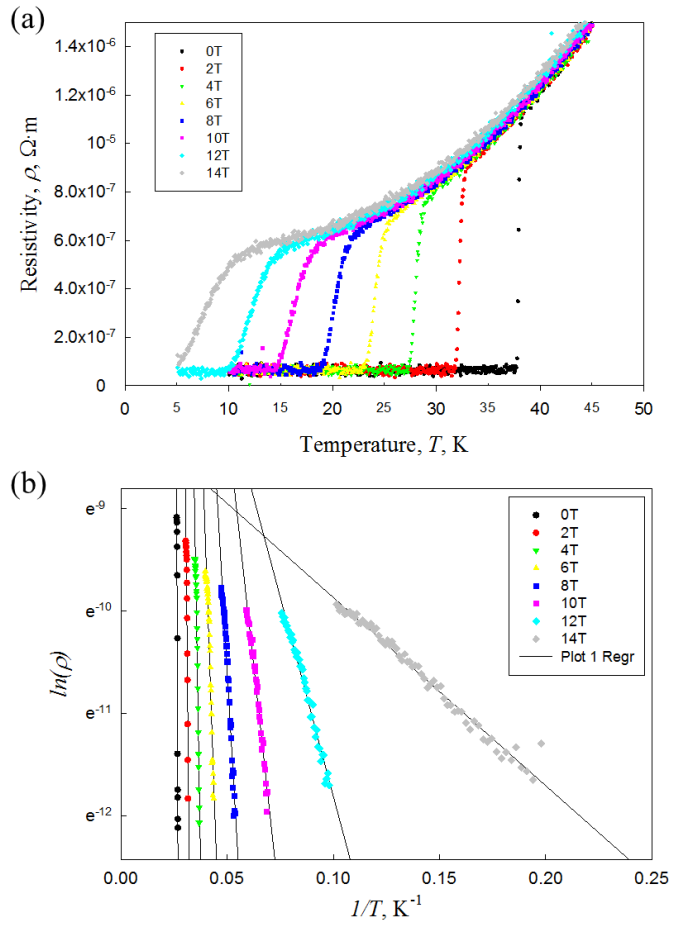 (a)
1.4x10⁻⁶
1.2x10⁻⁶
10⁻⁵
8.0x10⁻⁷
6.0x10⁻⁷
4.0x10⁻⁷
2.0x10⁻⁷
0
Resistivity, ρ, Ω·m
0T
2T
4T
6T
8T
10T
12T
14T
0 5 10 15 20 25 30 35 40 45 50
Temperature, T, K
(b)
e⁻⁹
e⁻¹⁰
e⁻¹¹
e⁻¹²
ln(ρ)
0T
2T
4T
6T
8T
10T
12T
14T
Plot 1 Regr
0.00 0.05 0.10 0.15 0.20 0.25
1/T, K⁻¹